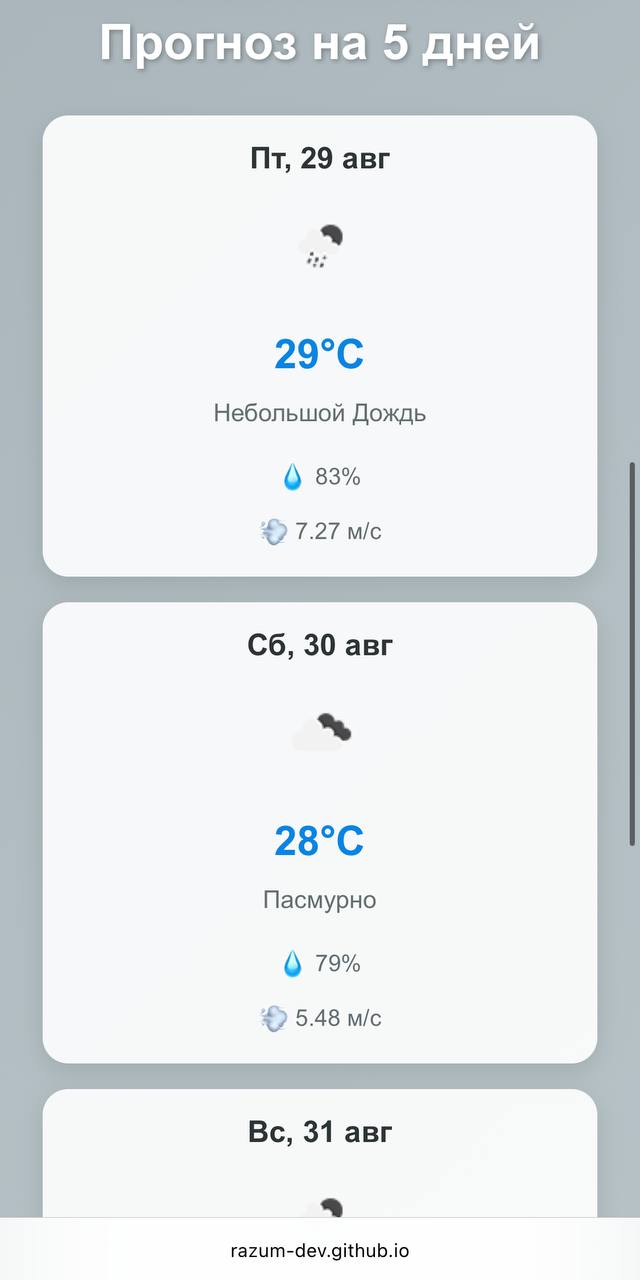 Прогноз на 5 дней
Пт, 29 авг
29°C
Небольшой Дождь
83%
7.27 м/с
Сб, 30 авг
28°C
Пасмурно
79%
5.48 м/с
Вс, 31 авг
razum-dev.github.io